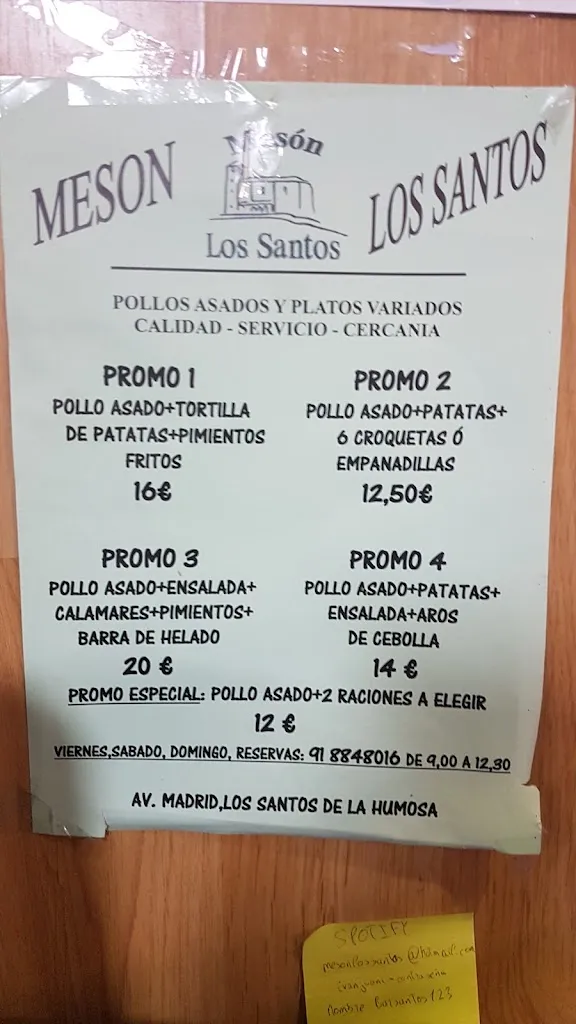 MESON
Mesón
Los Santos
LOS SANTOS
POLLOS ASADOS Y PLATOS VARIADOS
CALIDAD - SERVICIO - CERCANIA
PROMO 1
POLLO ASADO+TORTILLA
DE PATATAS+PIMIENTOS
FRITOS
16€
PROMO 2
POLLO ASADO+PATATAS+
6 CROQUETAS Ó
EMPANADILLAS
12,50€
PROMO 3
POLLO ASADO+ENSALADA+
CALAMARES+PIMIENTOS+
BARRA DE HELADO
20 €
PROMO 4
POLLO ASADO+PATATAS+
ENSALADA+AROS
DE CEBOLLA
14 €
PROMO ESPECIAL: POLLO ASADO+2 RACIONES A ELEGIR
12 €
VIERNES,SABADO, DOMINGO, RESERVAS: 91 8848016 DE 9,00 A 12,30
AV. MADRID,LOS SANTOS DE LA HUMOSA
SPOTIFY